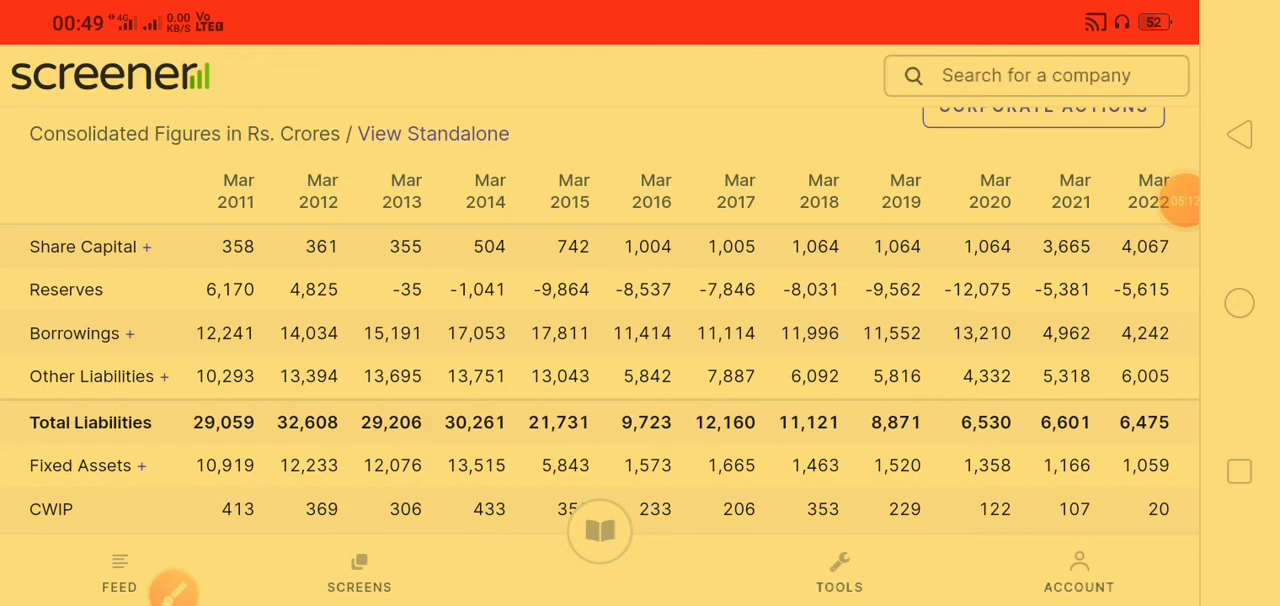 00:49 4G 0.00 KB/S Vo LTE 52
screener
Search for a company
CORPORATE ACTIONS
Consolidated Figures in Rs. Crores / View Standalone
Mar 2011 Mar 2012 Mar 2013 Mar 2014 Mar 2015 Mar 2016 Mar 2017 Mar 2018 Mar 2019 Mar 2020 Mar 2021 Mar 2022
05:12
Share Capital + 358 361 355 504 742 1,004 1,005 1,064 1,064 1,064 3,665 4,067
Reserves 6,170 4,825 -35 -1,041 -9,864 -8,537 -7,846 -8,031 -9,562 -12,075 -5,381 -5,615
Borrowings + 12,241 14,034 15,191 17,053 17,811 11,414 11,114 11,996 11,552 13,210 4,962 4,242
Other Liabilities + 10,293 13,394 13,695 13,751 13,043 5,842 7,887 6,092 5,816 4,332 5,318 6,005
Total Liabilities 29,059 32,608 29,206 30,261 21,731 9,723 12,160 11,121 8,871 6,530 6,601 6,475
Fixed Assets + 10,919 12,233 12,076 13,515 5,843 1,573 1,665 1,463 1,520 1,358 1,166 1,059
CWIP 413 369 306 433 233 206 353 229 122 107 20
FEED SCREENS TOOLS ACCOUNT